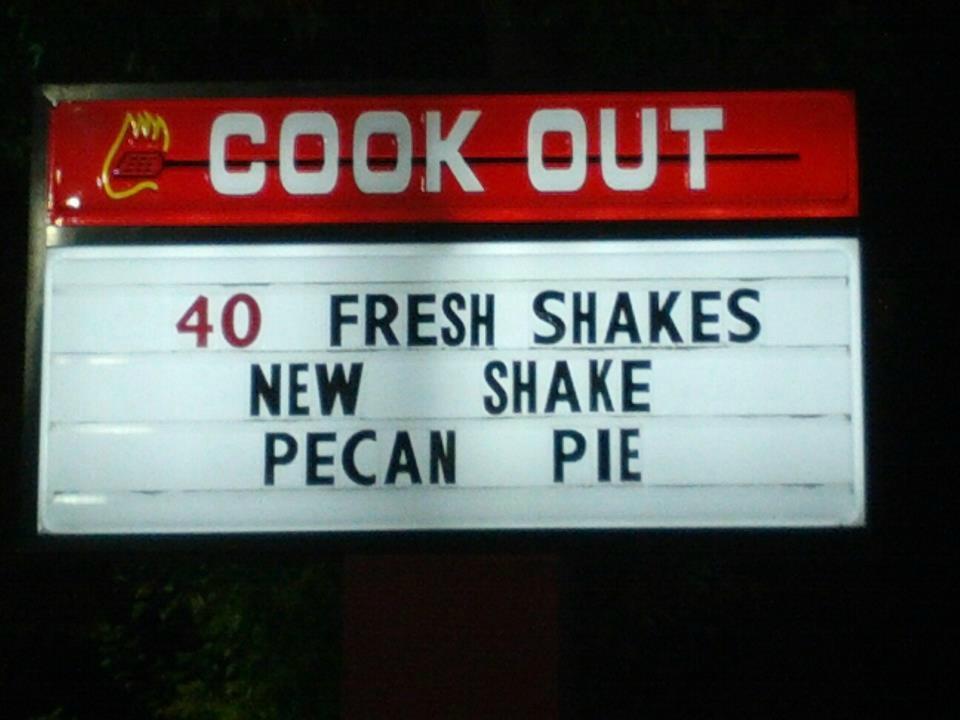 COOK OUT
40 FRESH SHAKES
NEW SHAKE
PECAN PIE